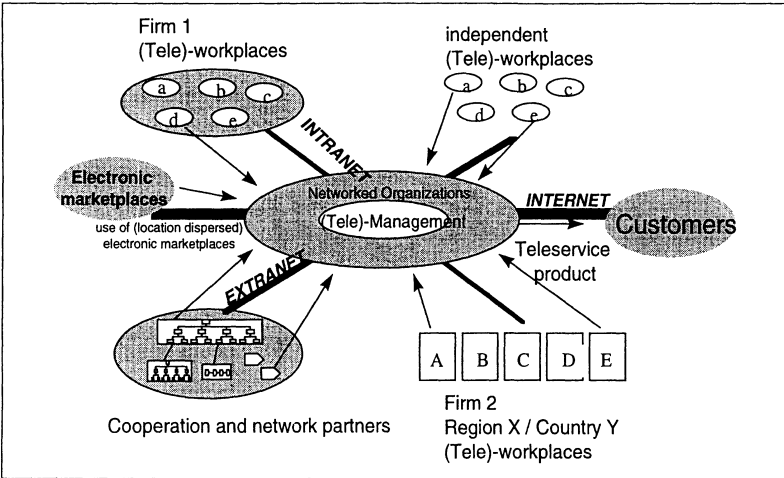 Firm 1
(Tele)-workplaces
a
b
c
d
e
independent
(Tele)-workplaces
a
b
c
d
e
INTRANET
Electronic
marketplaces
use of (location dispersed)
electronic marketplaces
Networked Organizations
(Tele)-Management
INTERNET
Customers
Teleservice
product
EXTRANET
Cooperation and network partners
A
B
C
D
E
Firm 2
Region X / Country Y
(Tele)-workplaces